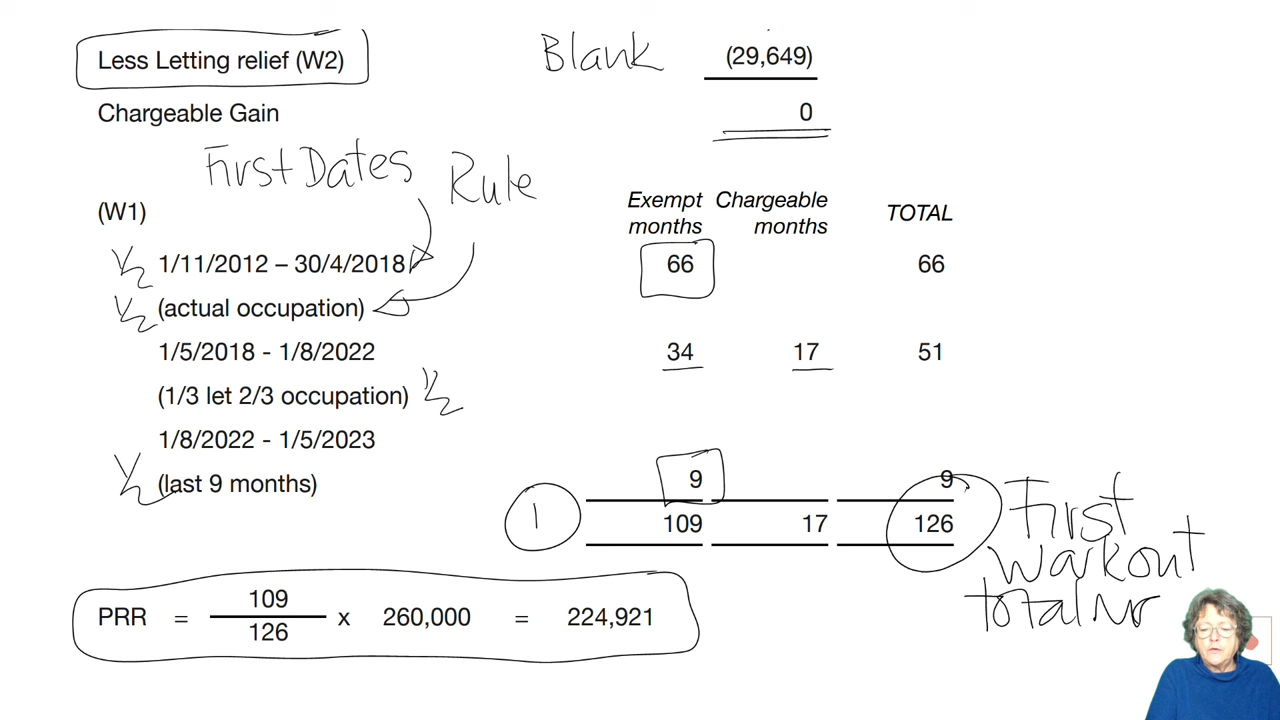 Less Letting relief (W2) Blank (29,649)
Chargeable Gain 0
First Dates Rule
(W1) Exempt months Chargeable months TOTAL
1/2 1/11/2012 – 30/4/2018 66 66
1/2 (actual occupation)
1/5/2018 - 1/8/2022 34 17 51
(1/3 let 2/3 occupation) 1/2
1/8/2022 - 1/5/2023
1/2 (last 9 months) 9 9
1 109 17 126
First
workout
total Nr
PRR = 109/126 x 260,000 = 224,921